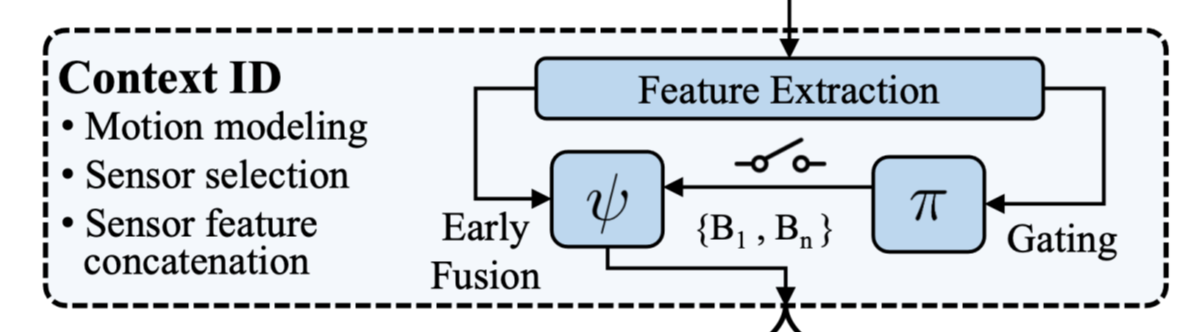 Context ID
• Motion modeling
• Sensor selection
• Sensor feature
concatenation
Feature Extraction
ψ
π
{B₁ , Bₙ}
Early
Fusion
Gating